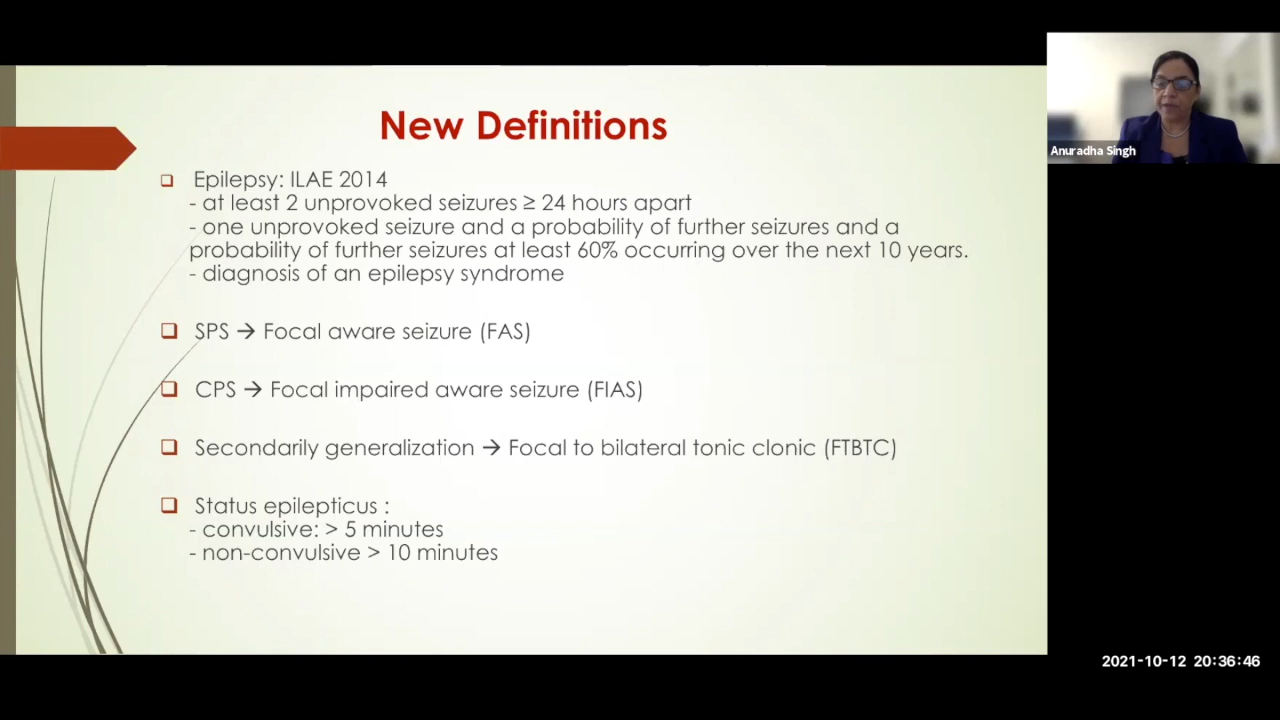 New Definitions
❑ Epilepsy: ILAE 2014
- at least 2 unprovoked seizures ≥ 24 hours apart
- one unprovoked seizure and a probability of further seizures and a
probability of further seizures at least 60% occurring over the next 10 years.
- diagnosis of an epilepsy syndrome
❑ SPS → Focal aware seizure (FAS)
❑ CPS → Focal impaired aware seizure (FIAS)
❑ Secondarily generalization → Focal to bilateral tonic clonic (FTBTC)
❑ Status epilepticus :
- convulsive: > 5 minutes
- non-convulsive > 10 minutes
Anuradha Singh
2021-10-12 20:36:46